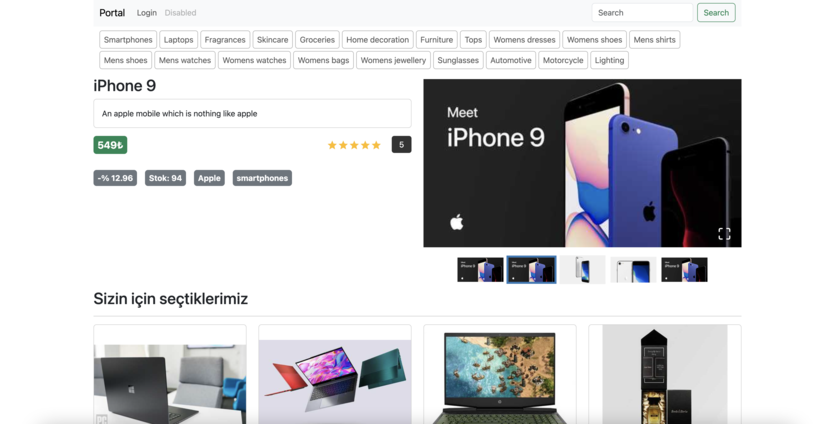 Portal Login Disabled Search Search
Smartphones Laptops Fragrances Skincare Groceries Home decoration Furniture Tops Womens dresses Womens shoes Mens shirts
Mens shoes Mens watches Womens watches Womens bags Womens jewellery Sunglasses Automotive Motorcycle Lighting
iPhone 9
An apple mobile which is nothing like apple
549₺
5
-% 12.96 Stok: 94 Apple smartphones
Meet
iPhone 9
Sizin için seçtiklerimiz